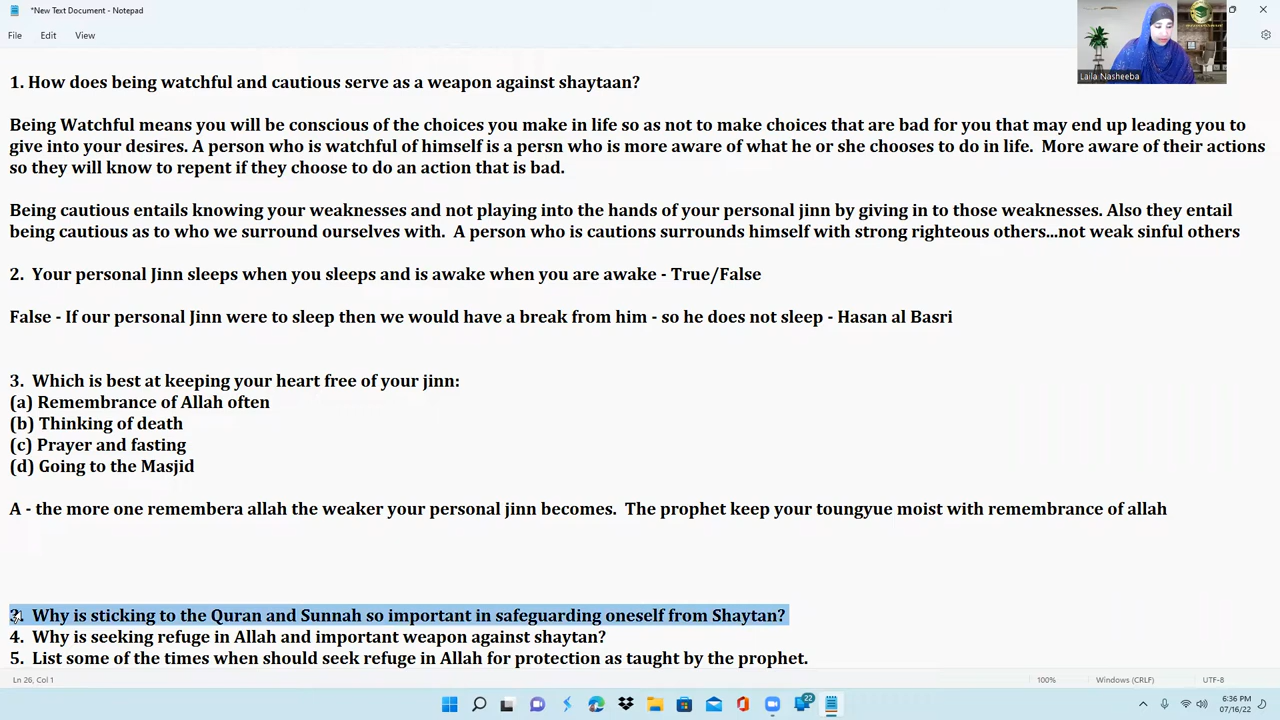 *New Text Document - Notepad
File Edit View
Laila Nasheeba
1. How does being watchful and cautious serve as a weapon against shaytaan?
Being Watchful means you will be conscious of the choices you make in life so as not to make choices that are bad for you that may end up leading you to
give into your desires. A person who is watchful of himself is a persn who is more aware of what he or she chooses to do in life. More aware of their actions
so they will know to repent if they choose to do an action that is bad.
Being cautious entails knowing your weaknesses and not playing into the hands of your personal jinn by giving in to those weaknesses. Also they entail
being cautious as to who we surround ourselves with. A person who is cautions surrounds himself with strong righteous others...not weak sinful others
2. Your personal Jinn sleeps when you sleeps and is awake when you are awake - True/False
False - If our personal Jinn were to sleep then we would have a break from him - so he does not sleep - Hasan al Basri
3. Which is best at keeping your heart free of your jinn:
(a) Remembrance of Allah often
(b) Thinking of death
(c) Prayer and fasting
(d) Going to the Masjid
A - the more one remembera allah the weaker your personal jinn becomes. The prophet keep your toungyue moist with remembrance of allah
3. Why is sticking to the Quran and Sunnah so important in safeguarding oneself from Shaytan?
4. Why is seeking refuge in Allah and important weapon against shaytan?
5. List some of the times when should seek refuge in Allah for protection as taught by the prophet.
Ln 26, Col 1 100% Windows (CRLF) UTF-8
22
6:36 PM
07/16/22